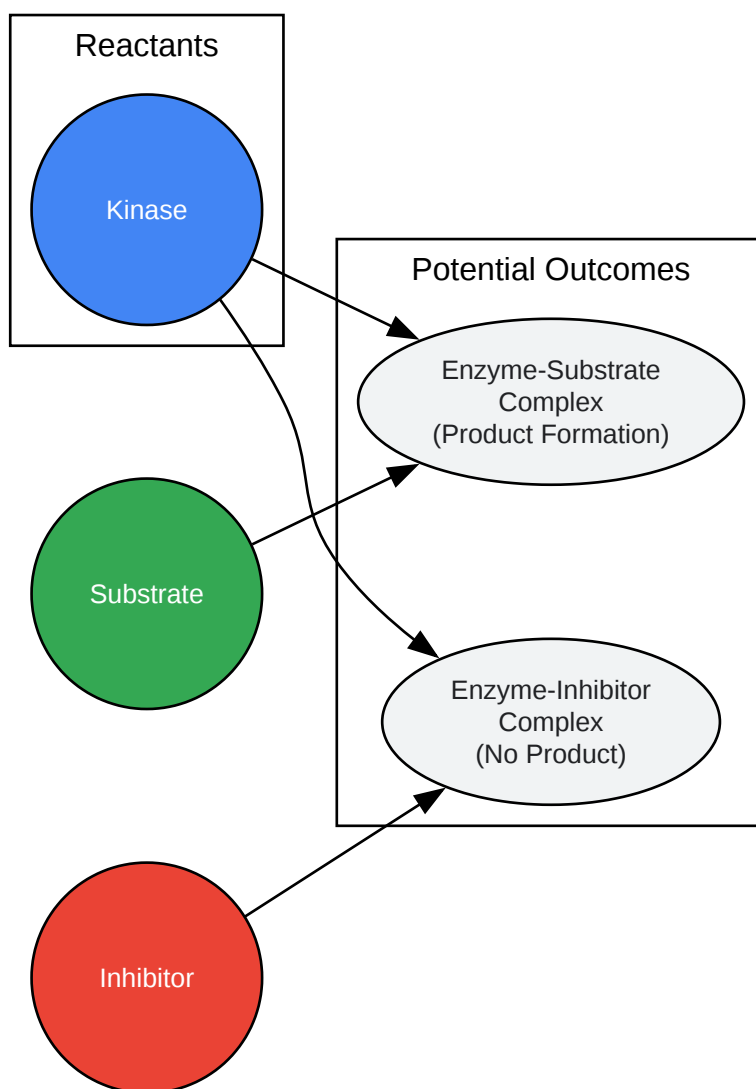 Reactants
Kinase
Potential Outcomes
Enzyme-Substrate
Complex
(Product Formation)
Substrate
Enzyme-Inhibitor
Complex
(No Product)
Inhibitor